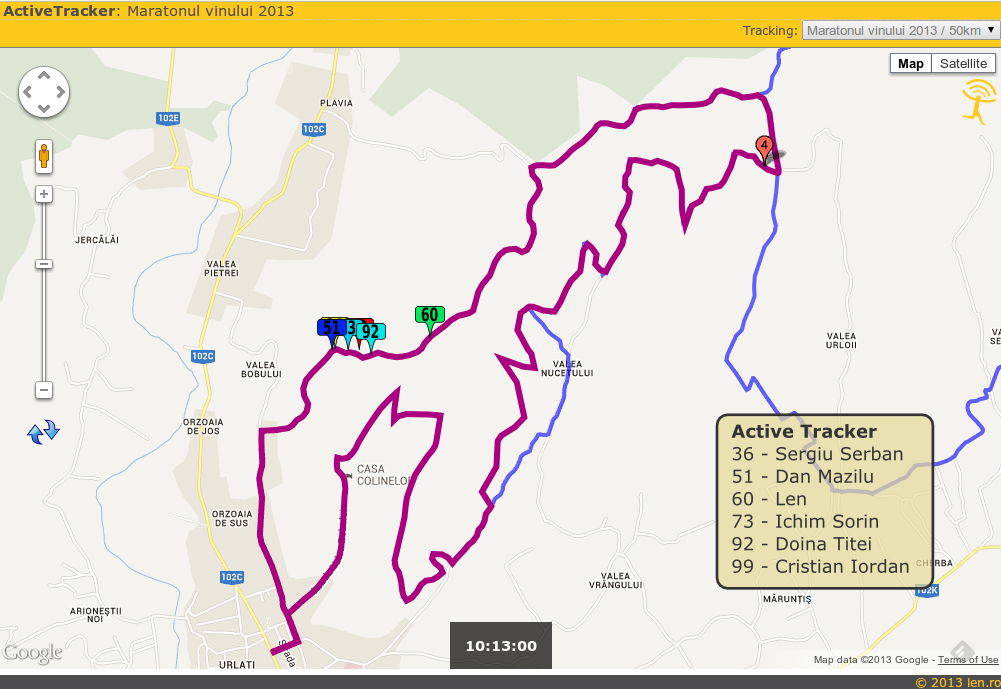 ActiveTracker: Maratonul vinului 2013
Tracking: Maratonul vinului 2013 / 50km
Map Satellite
PLAVIA
102E
102C
4
JERCĂLĂI
VALEA
PIETREI
60
51
92
102C
VALEA
BOBULUI
VALEA
NUCETULUI
VALEA
URLOII
ORZOAIA
DE JOS
CASA
COLINELOR
ORZOAIA
DE SUS
Active Tracker
36 - Sergiu Serban
51 - Dan Mazilu
60 - Len
73 - Ichim Sorin
92 - Doina Titei
99 - Cristian Iordan
102C
VALEA
VRÂNGULUI
102K
MĂRUNȚIȘ
ARIONEȘTII
NOI
10:13:00
Google
URLATI
Map data ©2013 Google - Terms of Use
© 2013 len.ro